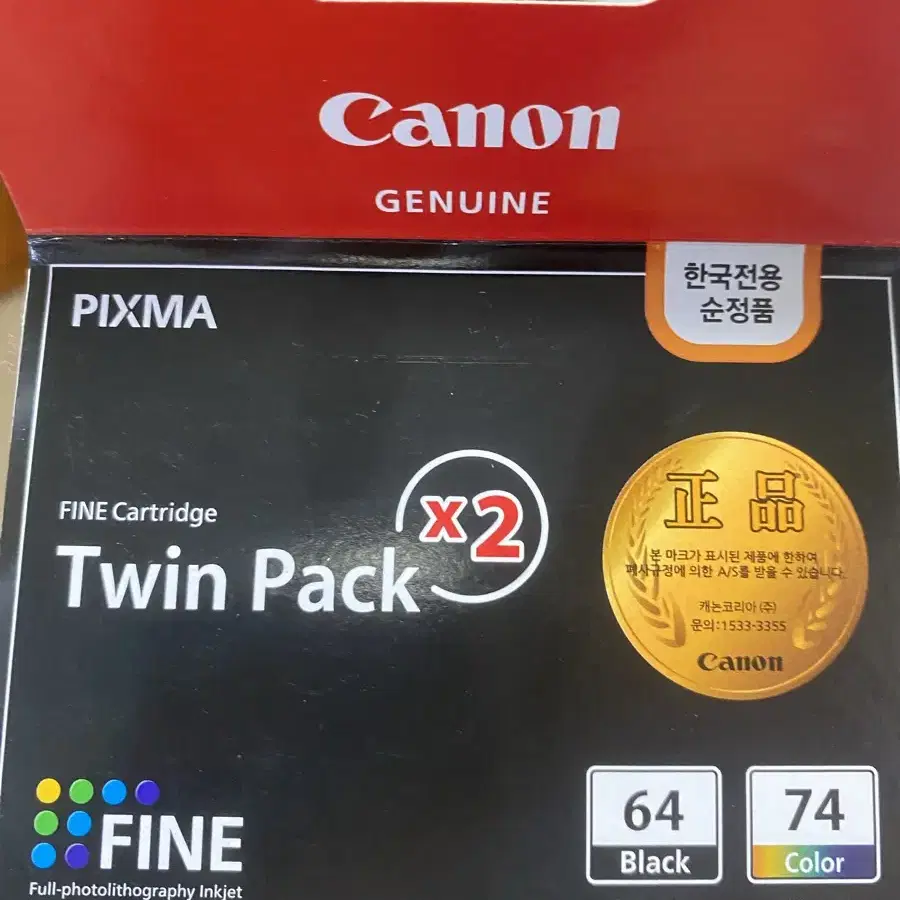 Canon
GENUINE
한국전용
순정품
PIXMA
FINE Cartridge
Twin Pack
x2
正品
본 마크가 표시된 제품에 한하여
폐사규정에 의한 A/S를 받을 수 있습니다.
캐논코리아 (주)
문의:1533-3355
Canon
FINE
Full-photolithography Inkjet
64
Black
74
Color